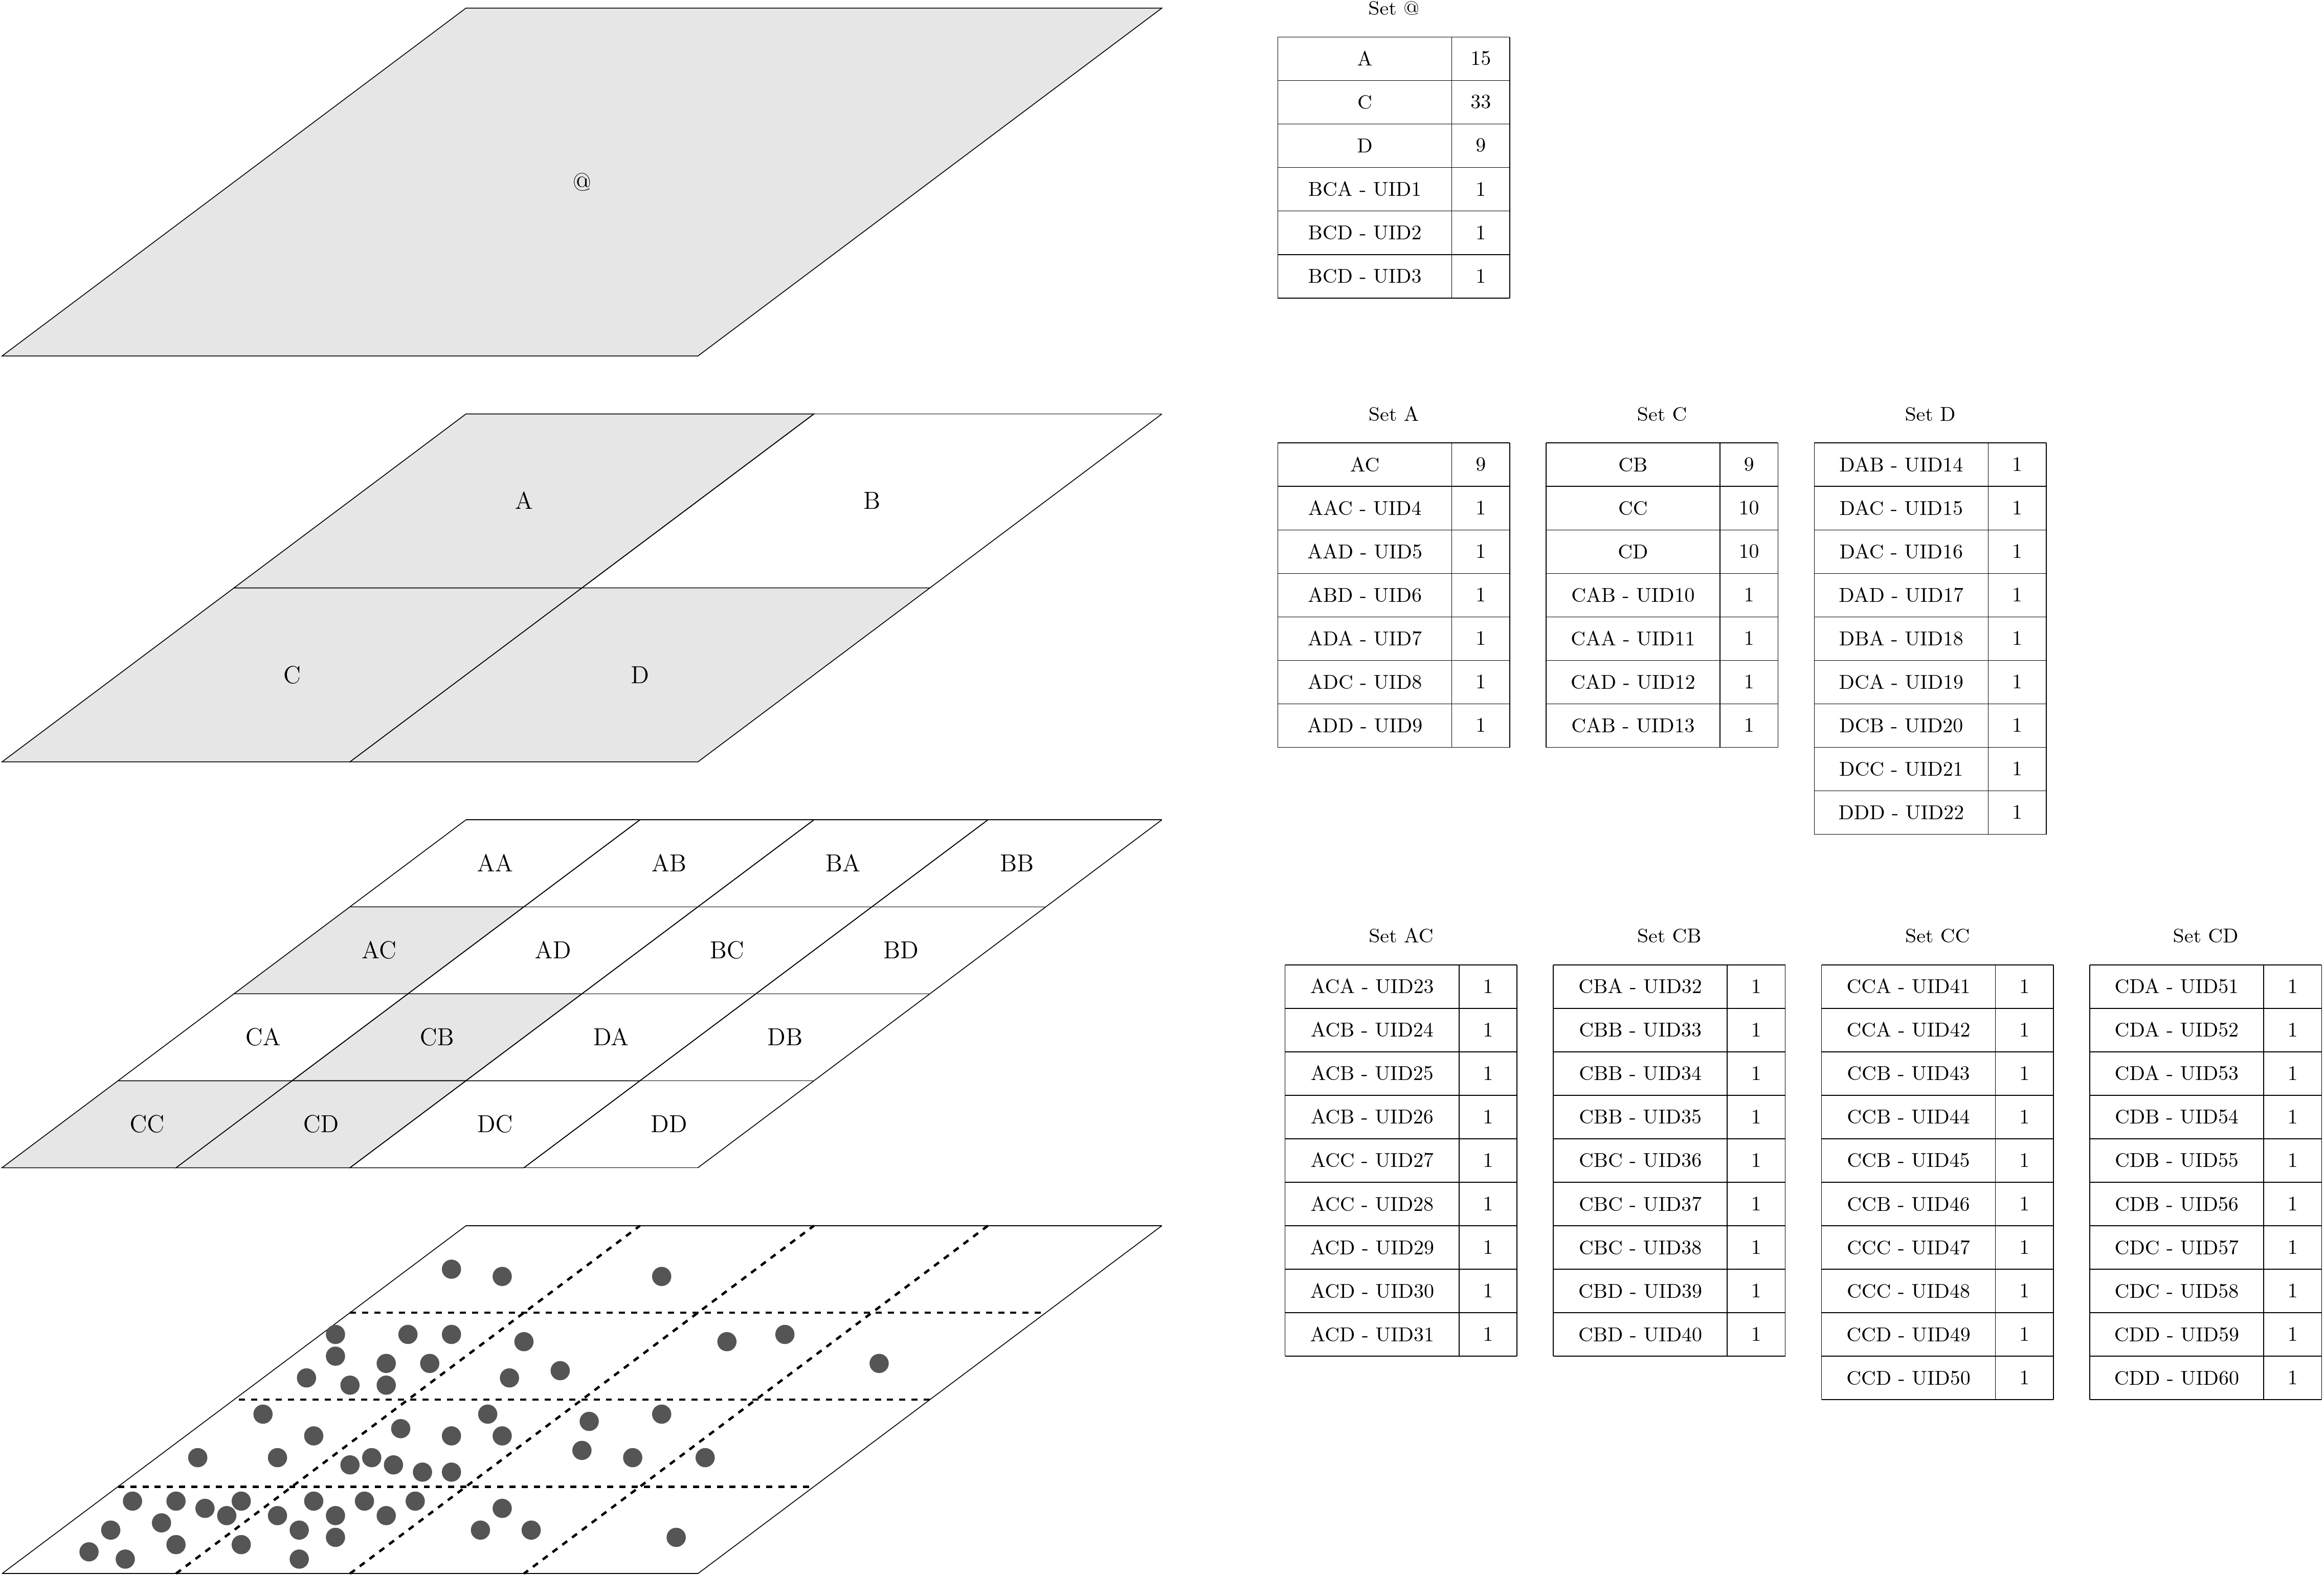 @
A
B
C
D
AA
AB
BA
BB
AC
AD
BC
BD
CA
CB
DA
DB
CC
CD
DC
DD
Set @
A 15
C 33
D 9
BCA - UID1 1
BCD - UID2 1
BCD - UID3 1
Set A
AC 9
AAC - UID4 1
AAD - UID5 1
ABD - UID6 1
ADA - UID7 1
ADC - UID8 1
ADD - UID9 1
Set C
CB 9
CC 10
CD 10
CAB - UID10 1
CAA - UID11 1
CAD - UID12 1
CAB - UID13 1
Set D
DAB - UID14 1
DAC - UID15 1
DAC - UID16 1
DAD - UID17 1
DBA - UID18 1
DCA - UID19 1
DCB - UID20 1
DCC - UID21 1
DDD - UID22 1
Set AC
ACA - UID23 1
ACB - UID24 1
ACB - UID25 1
ACB - UID26 1
ACC - UID27 1
ACC - UID28 1
ACD - UID29 1
ACD - UID30 1
ACD - UID31 1
Set CB
CBA - UID32 1
CBB - UID33 1
CBB - UID34 1
CBB - UID35 1
CBC - UID36 1
CBC - UID37 1
CBC - UID38 1
CBD - UID39 1
CBD - UID40 1
Set CC
CCA - UID41 1
CCA - UID42 1
CCB - UID43 1
CCB - UID44 1
CCB - UID45 1
CCB - UID46 1
CCC - UID47 1
CCC - UID48 1
CCD - UID49 1
CCD - UID50 1
Set CD
CDA - UID51 1
CDA - UID52 1
CDA - UID53 1
CDB - UID54 1
CDB - UID55 1
CDB - UID56 1
CDC - UID57 1
CDC - UID58 1
CDD - UID59 1
CDD - UID60 1